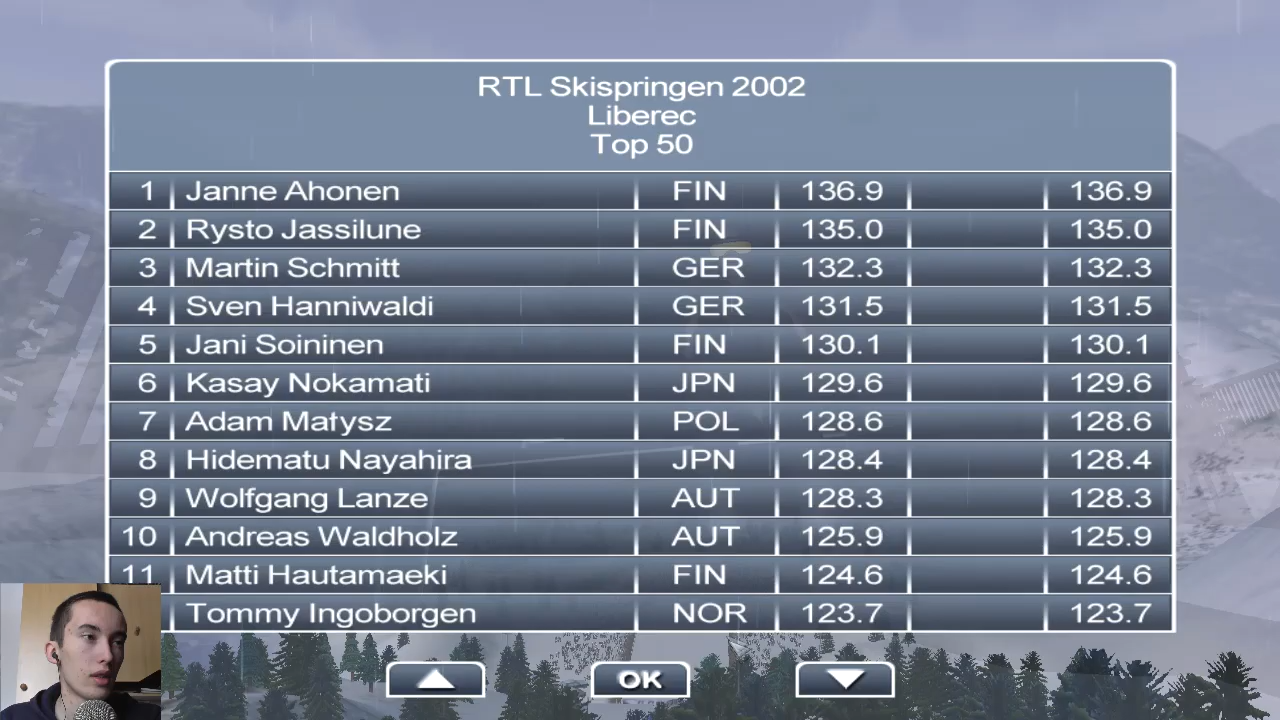 RTL Skispringen 2002
Liberec
Top 50
1 Janne Ahonen FIN 136.9 136.9
2 Rysto Jassilune FIN 135.0 135.0
3 Martin Schmitt GER 132.3 132.3
4 Sven Hanniwaldi GER 131.5 131.5
5 Jani Soininen FIN 130.1 130.1
6 Kasay Nokamati JPN 129.6 129.6
7 Adam Małysz POL 128.6 128.6
8 Hidematu Nayahira JPN 128.4 128.4
9 Wolfgang Lanze AUT 128.3 128.3
10 Andreas Waldholz AUT 125.9 125.9
11 Matti Hautamaeki FIN 124.6 124.6
Tommy Ingoborgen NOR 123.7 123.7
OK